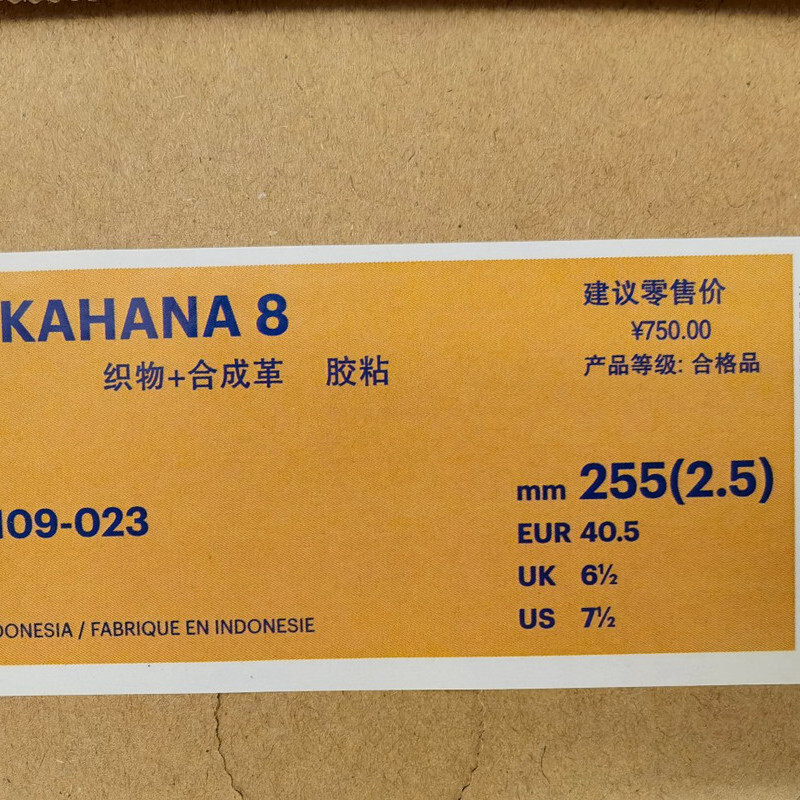 KAHANA 8
织物+合成革 胶粘
建议零售价
¥750.00
产品等级: 合格品
109-023
mm 255(2.5)
EUR 40.5
UK 6½
US 7½
DONESIA / FABRIQUE EN INDONESIE